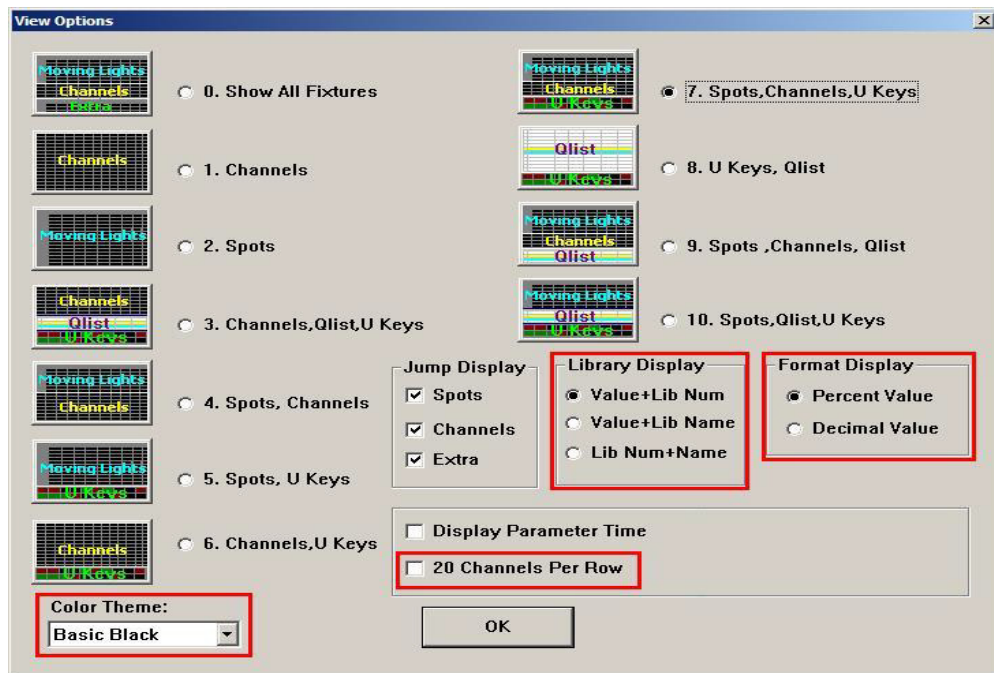 View Options
Moving Lights
Channels
Extra
0. Show All Fixtures
Channels
1. Channels
Moving Lights
2. Spots
Channels
Qlist
U Keys
3. Channels,Qlist,U Keys
Moving Lights
Channels
4. Spots, Channels
Moving Lights
U Keys
5. Spots, U Keys
Channels
U Keys
6. Channels,U Keys
Color Theme:
Basic Black
Moving Lights
Channels
U Keys
7. Spots,Channels,U Keys
Qlist
U Keys
8. U Keys, Qlist
Moving Lights
Channels
Qlist
9. Spots ,Channels, Qlist
Moving Lights
Qlist
U Keys
10. Spots,Qlist,U Keys
Jump Display
Spots
Channels
Extra
Library Display
Value+Lib Num
Value+Lib Name
Lib Num+Name
Format Display
Percent Value
Decimal Value
Display Parameter Time
20 Channels Per Row
OK